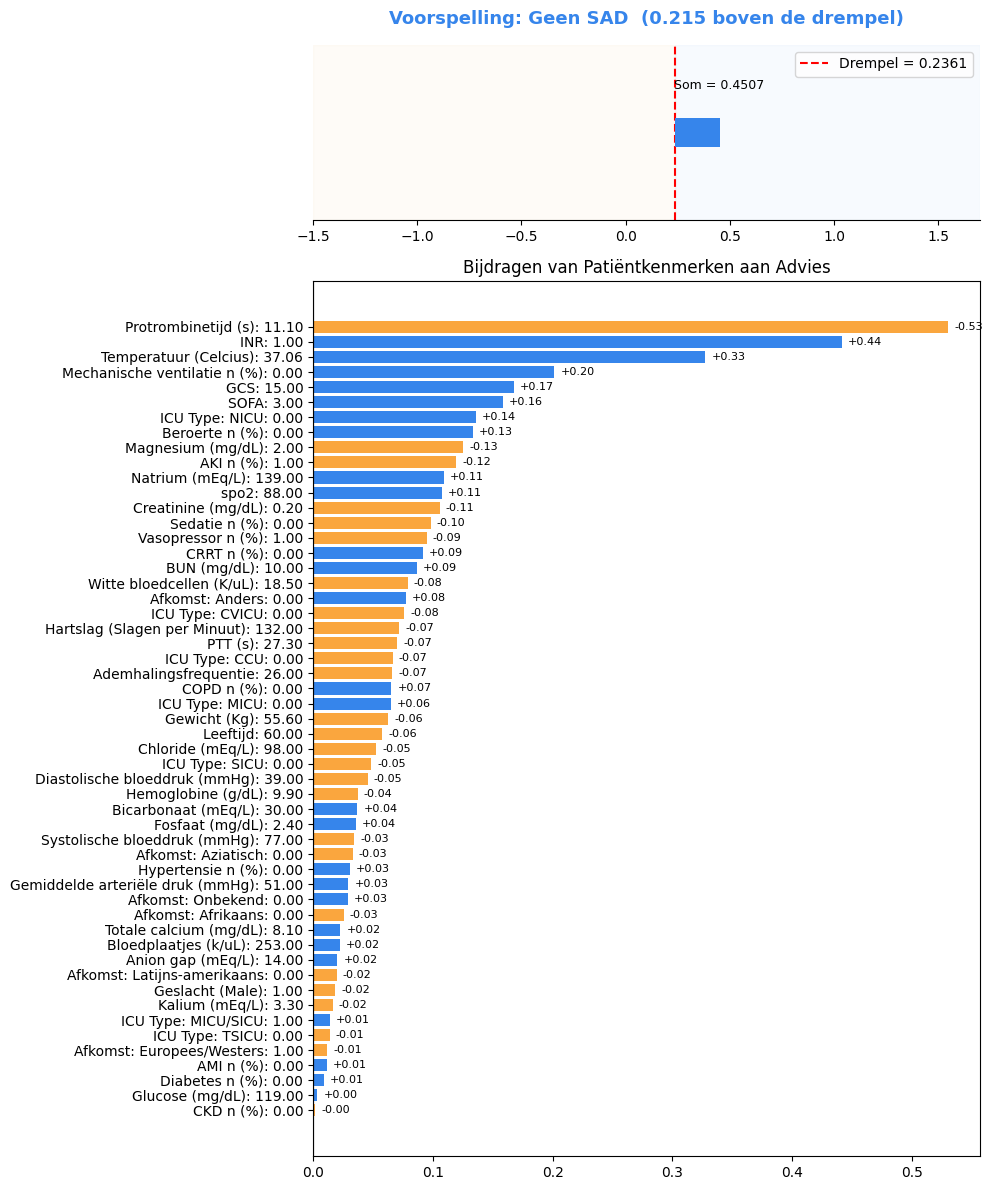 Voorspelling: Geen SAD  (0.215 boven de drempel)
Drempel = 0.2361
Som = 0.4507
−1.5 −1.0 −0.5 0.0 0.5 1.0 1.5
Bijdragen van Patiëntkenmerken aan Advies
Protrombinetijd (s): 11.10 -0.53
INR: 1.00 +0.44
Temperatuur (Celcius): 37.06 +0.33
Mechanische ventilatie n (%): 0.00 +0.20
GCS: 15.00 +0.17
SOFA: 3.00 +0.16
ICU Type: NICU: 0.00 +0.14
Beroerte n (%): 0.00 +0.13
Magnesium (mg/dL): 2.00 -0.13
AKI n (%): 1.00 -0.12
Natrium (mEq/L): 139.00 +0.11
spo2: 88.00 +0.11
Creatinine (mg/dL): 0.20 -0.11
Sedatie n (%): 0.00 -0.10
Vasopressor n (%): 1.00 -0.09
CRRT n (%): 0.00 +0.09
BUN (mg/dL): 10.00 +0.09
Witte bloedcellen (K/uL): 18.50 -0.08
Afkomst: Anders: 0.00 +0.08
ICU Type: CVICU: 0.00 -0.08
Hartslag (Slagen per Minuut): 132.00 -0.07
PTT (s): 27.30 -0.07
ICU Type: CCU: 0.00 -0.07
Ademhalingsfrequentie: 26.00 -0.07
COPD n (%): 0.00 +0.07
ICU Type: MICU: 0.00 +0.06
Gewicht (Kg): 55.60 -0.06
Leeftijd: 60.00 -0.06
Chloride (mEq/L): 98.00 -0.05
ICU Type: SICU: 0.00 -0.05
Diastolische bloeddruk (mmHg): 39.00 -0.05
Hemoglobine (g/dL): 9.90 -0.04
Bicarbonaat (mEq/L): 30.00 +0.04
Fosfaat (mg/dL): 2.40 +0.04
Systolische bloeddruk (mmHg): 77.00 -0.03
Afkomst: Aziatisch: 0.00 -0.03
Hypertensie n (%): 0.00 +0.03
Gemiddelde arteriële druk (mmHg): 51.00 +0.03
Afkomst: Onbekend: 0.00 +0.03
Afkomst: Afrikaans: 0.00 -0.03
Totale calcium (mg/dL): 8.10 +0.02
Bloedplaatjes (k/uL): 253.00 +0.02
Anion gap (mEq/L): 14.00 +0.02
Afkomst: Latijns-amerikaans: 0.00 -0.02
Geslacht (Male): 1.00 -0.02
Kalium (mEq/L): 3.30 -0.02
ICU Type: MICU/SICU: 1.00 +0.01
ICU Type: TSICU: 0.00 -0.01
Afkomst: Europees/Westers: 1.00 -0.01
AMI n (%): 0.00 +0.01
Diabetes n (%): 0.00 +0.01
Glucose (mg/dL): 119.00 +0.00
CKD n (%): 0.00 -0.00
0.0 0.1 0.2 0.3 0.4 0.5